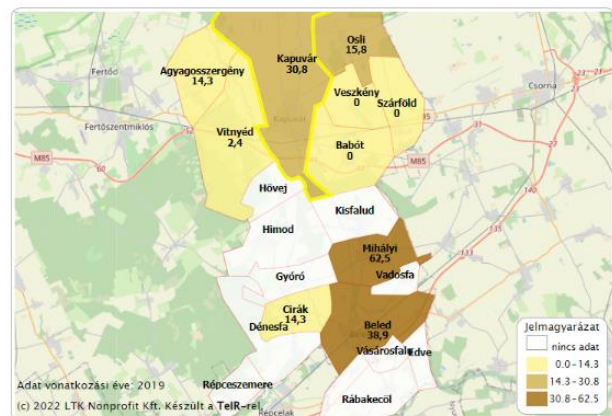 Osli
15,8
Kapuvár
30,8
Fertőd
Agyagosszergény
14,3
Veszkény
0
Szárföld
0
Csorna
Fertőszentmiklós
Vitnyéd
2,4
Babót
0
M85
M85
Hövej
Kisfalud
Himod
Mihályi
62,5
Gyóró
Vadosfa
Cirák
14,3
Dénesfa
Beled
38,9
Vásárosfalu
Edve
Répceszemere
Rábakecöl
Répcelak
Jelmagyarázat
nincs adat
0.0-14.3
14.3-30.8
30.8-62.5
Adat vonatkozási éve: 2019
(c) 2022 LTK Nonprofit Kft. Készült a TeIR-rel.